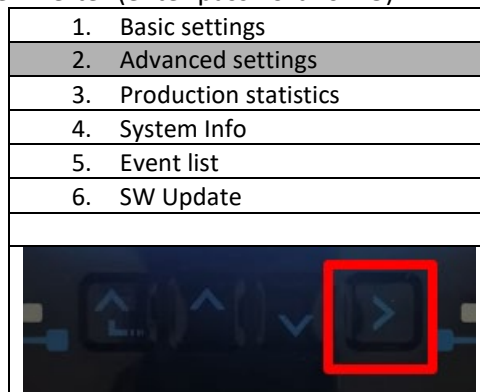 1. Basic settings
2. Advanced settings
3. Production statistics
4. System Info
5. Event list
6. SW Update